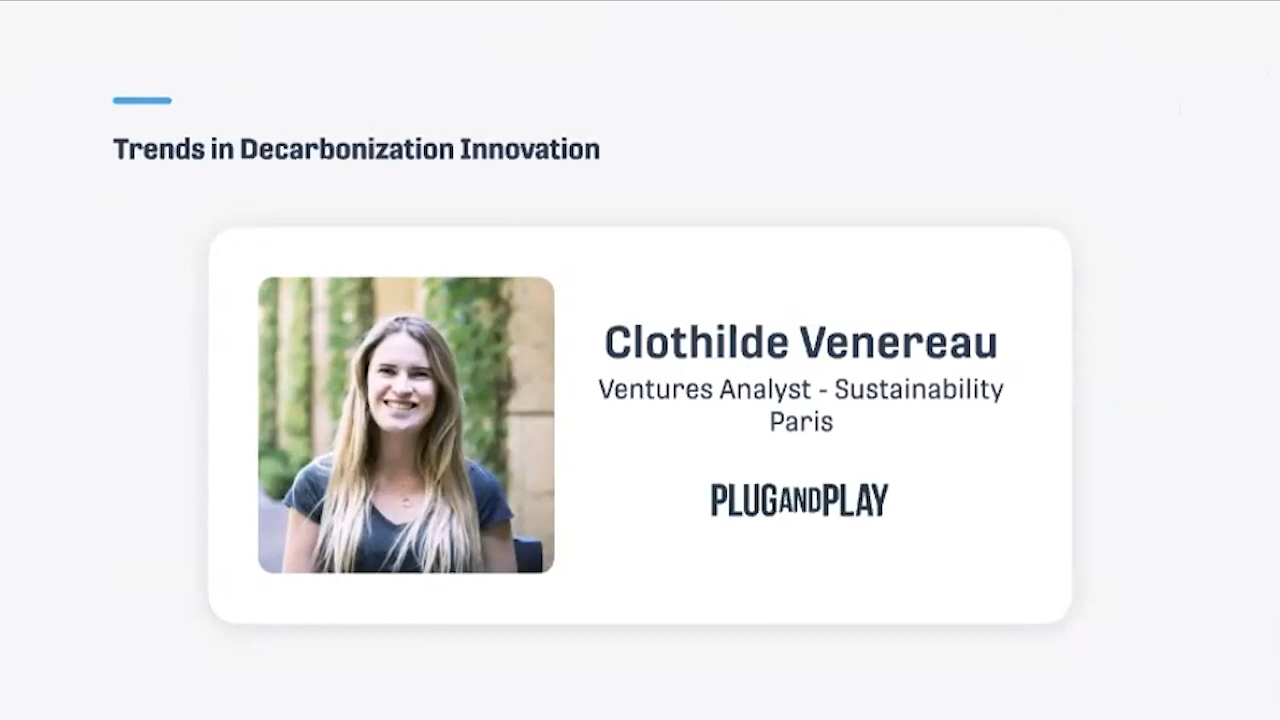 Trends in Decarbonization Innovation
Clothilde Venereau
Ventures Analyst - Sustainability
Paris
PLUGANDPLAY